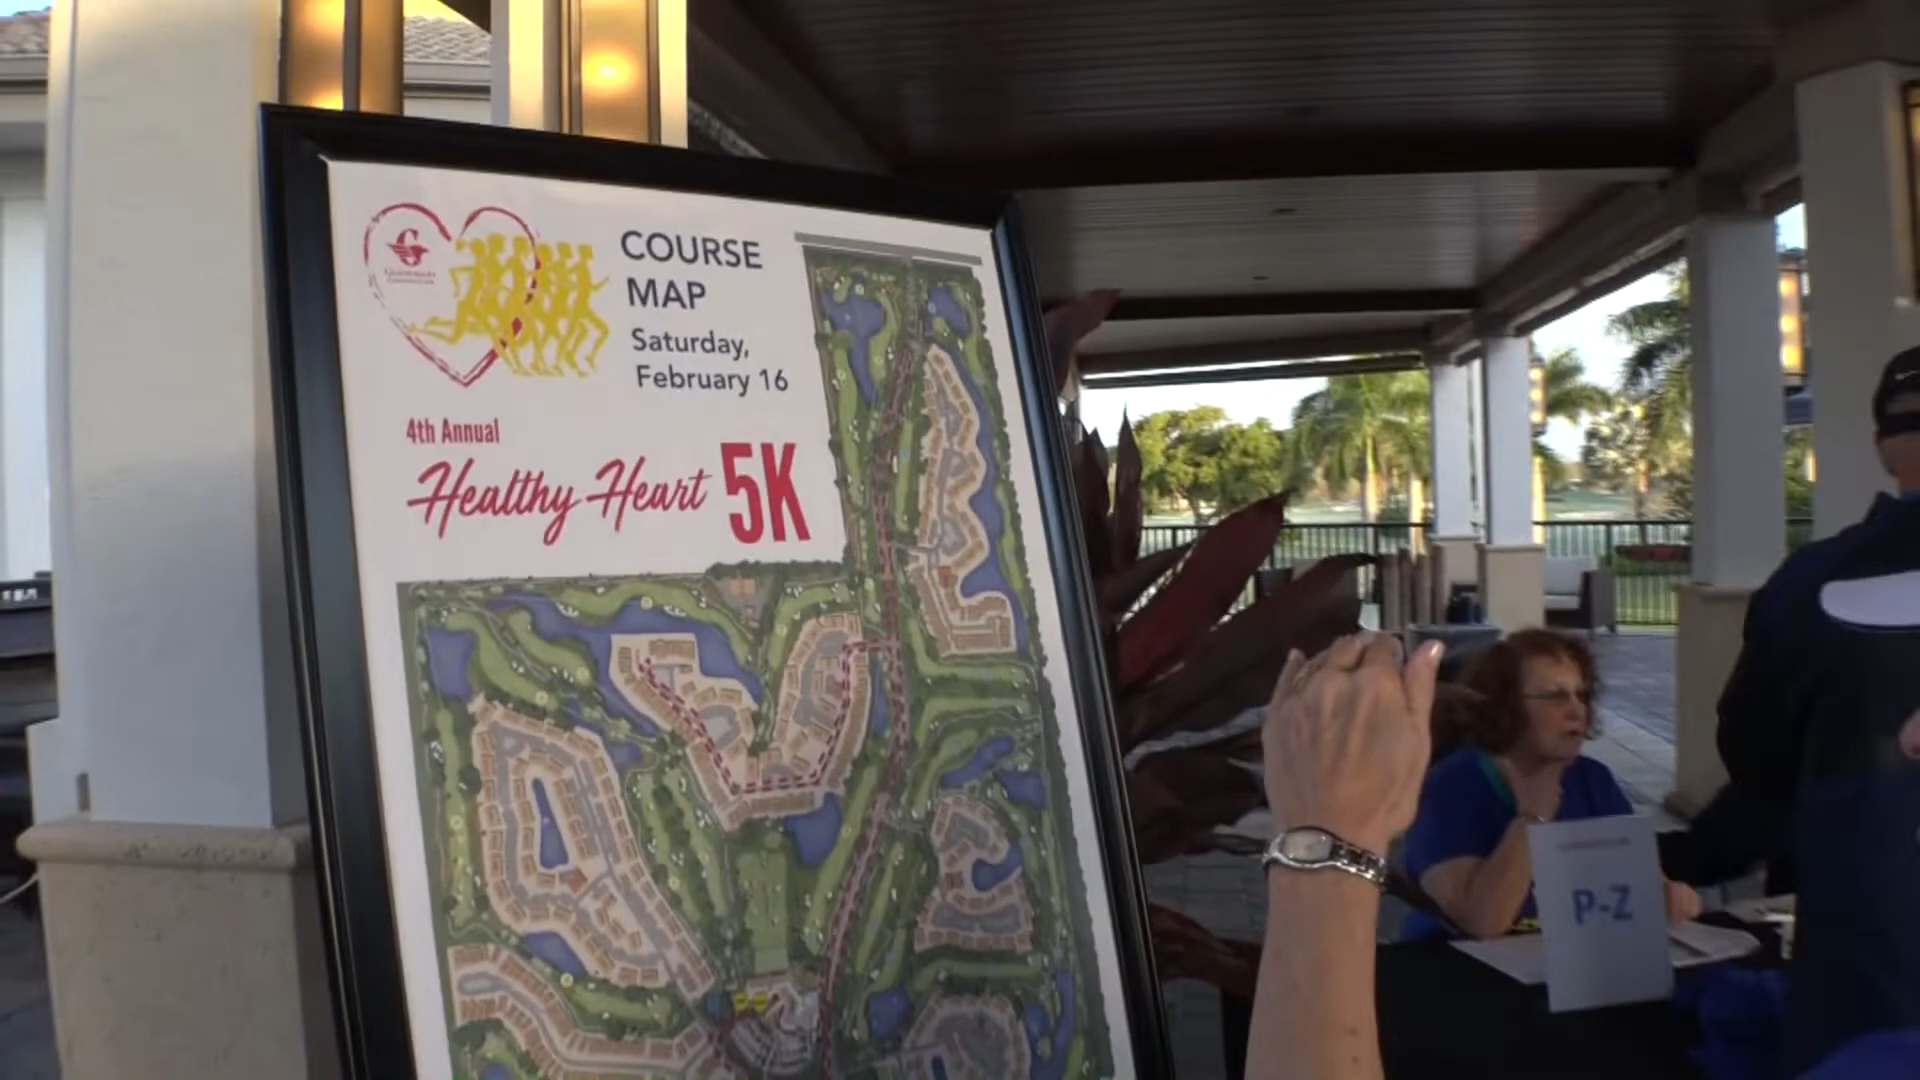 COURSE
MAP
Saturday,
February 16
4th Annual
Healthy Heart 5K
P-Z